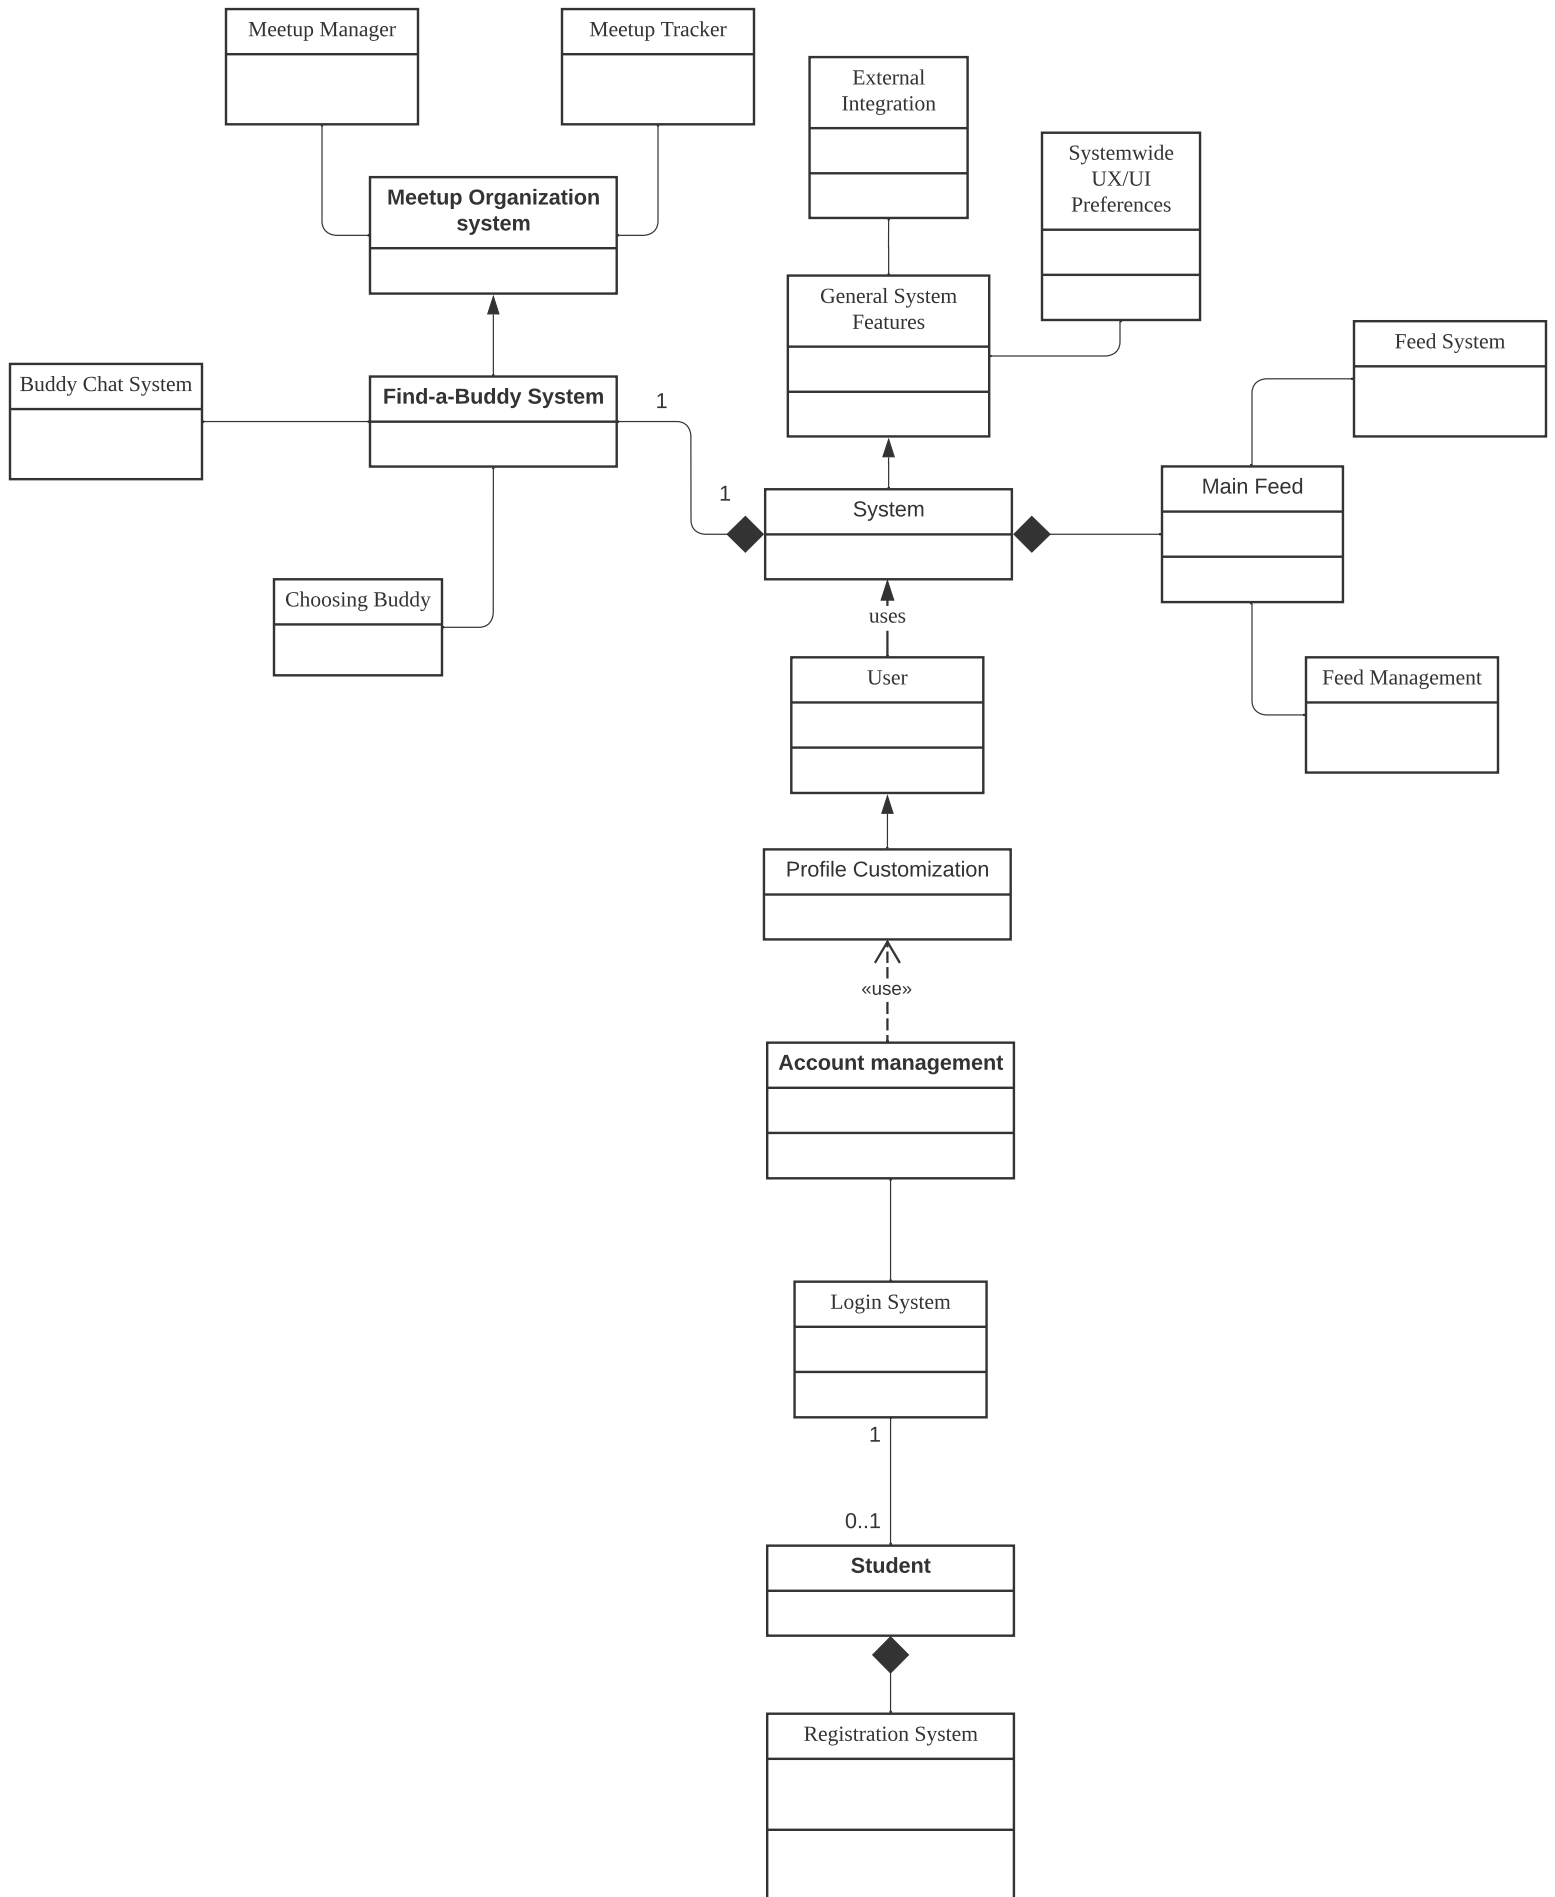 Meetup Manager
Meetup Tracker
External
Integration
Systemwide
UX/UI
Preferences
Meetup Organization
system
General System
Features
Feed System
Buddy Chat System
Find-a-Buddy System
1
1
System
Main Feed
Choosing Buddy
uses
User
Feed Management
Profile Customization
«use»
Account management
Login System
1
0..1
Student
Registration System